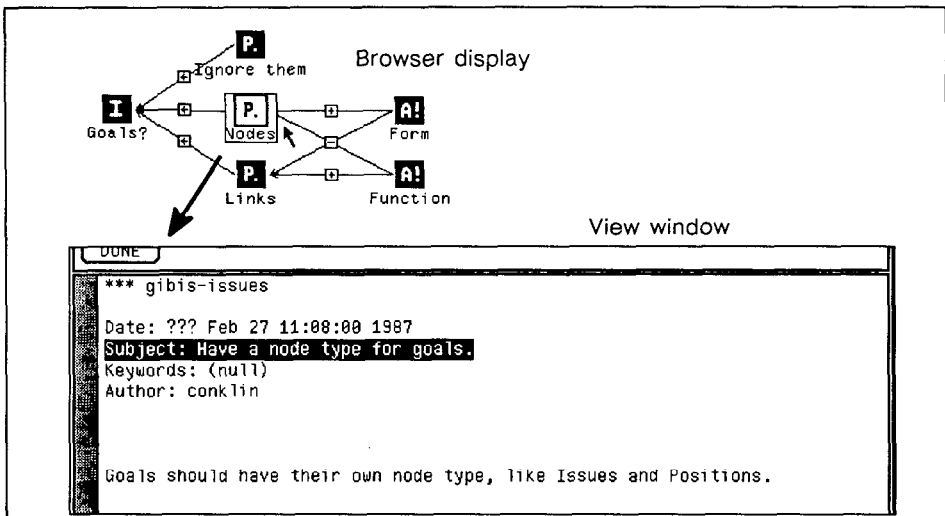 P.
Ignore them
Browser display
I
Goals?
P.
Nodes
A!
Form
P.
Links
A!
Function
View window
DONE
*** gibis-issues
Date: ??? Feb 27 11:08:00 1987
Subject: Have a node type for goals.
Keywords: (null)
Author: conklin
Goals should have their own node type, like Issues and Positions.